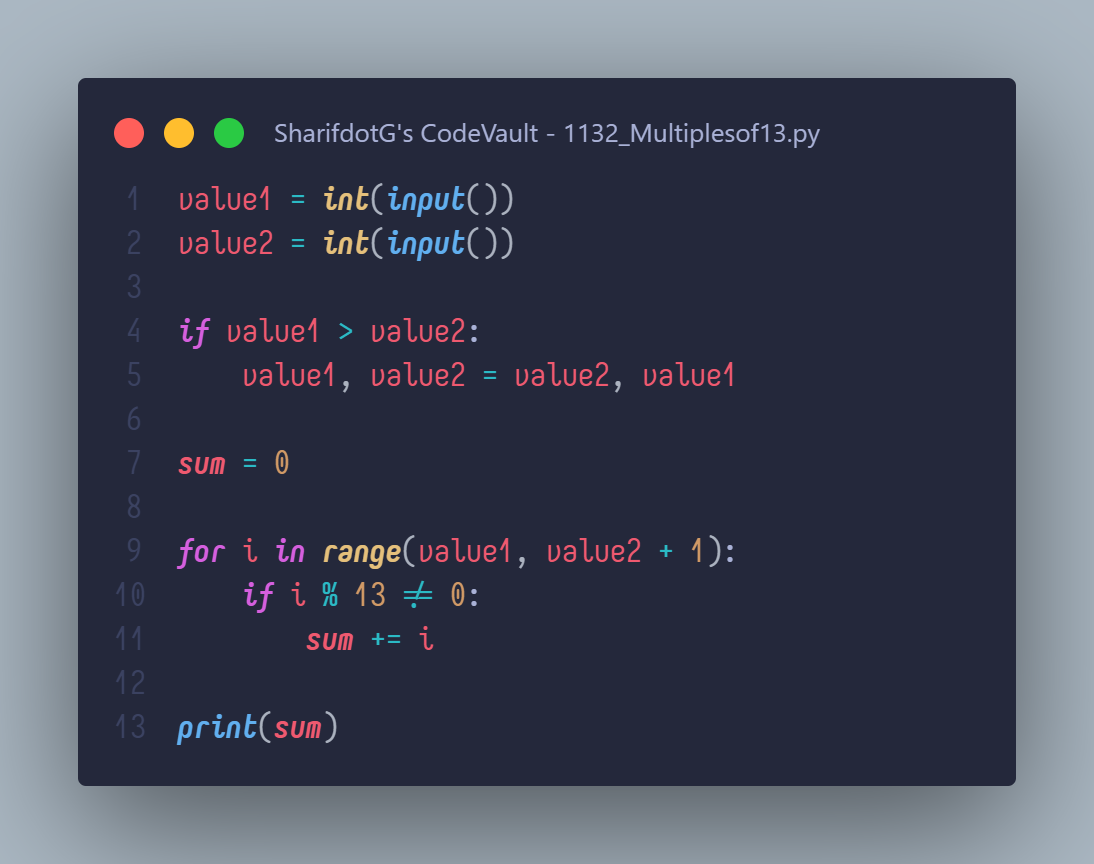 SharifdotG's CodeVault - 1132_Multiplesof13.py
1 value1 = int(input())
2 value2 = int(input())
3
4 if value1 > value2:
5     value1, value2 = value2, value1
6
7 sum = 0
8
9 for i in range(value1, value2 + 1):
10     if i % 13 != 0:
11         sum += i
12
13 print(sum)